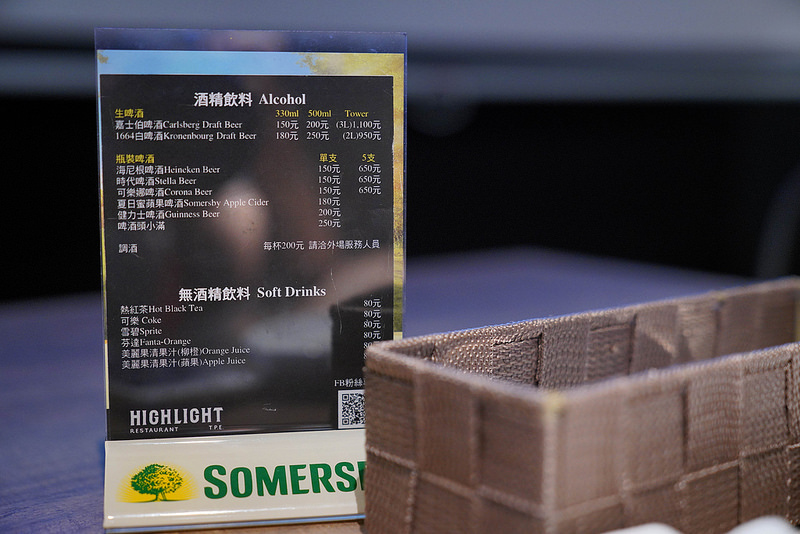 酒精飲料 Alcohol
生啤酒 330ml 500ml Tower
嘉士伯啤酒Carlsberg Draft Beer 150元 200元 (3L)1,100元
1664白啤酒Kronenbourg Draft Beer 180元 250元 (2L)950元
瓶裝啤酒 單支 5支
海尼根啤酒Heineken Beer 150元 650元
時代啤酒Stella Beer 150元 650元
可樂娜啤酒Corona Beer 150元 650元
夏日蜜蘋果啤酒Somersby Apple Cider 180元
健力士啤酒Guinness Beer 200元
啤酒頭小滿 250元
調酒 每杯200元 請洽外場服務人員
無酒精飲料 Soft Drinks
熱紅茶Hot Black Tea 80元
可樂 Coke 80元
雪碧Sprite 80元
芬達Fanta-Orange 80元
美麗果清果汁(柳橙)Orange Juice 80元
美麗果清果汁(蘋果)Apple Juice
FB粉絲
HIGHLIGHT
RESTAURANT TPE
SOMERS